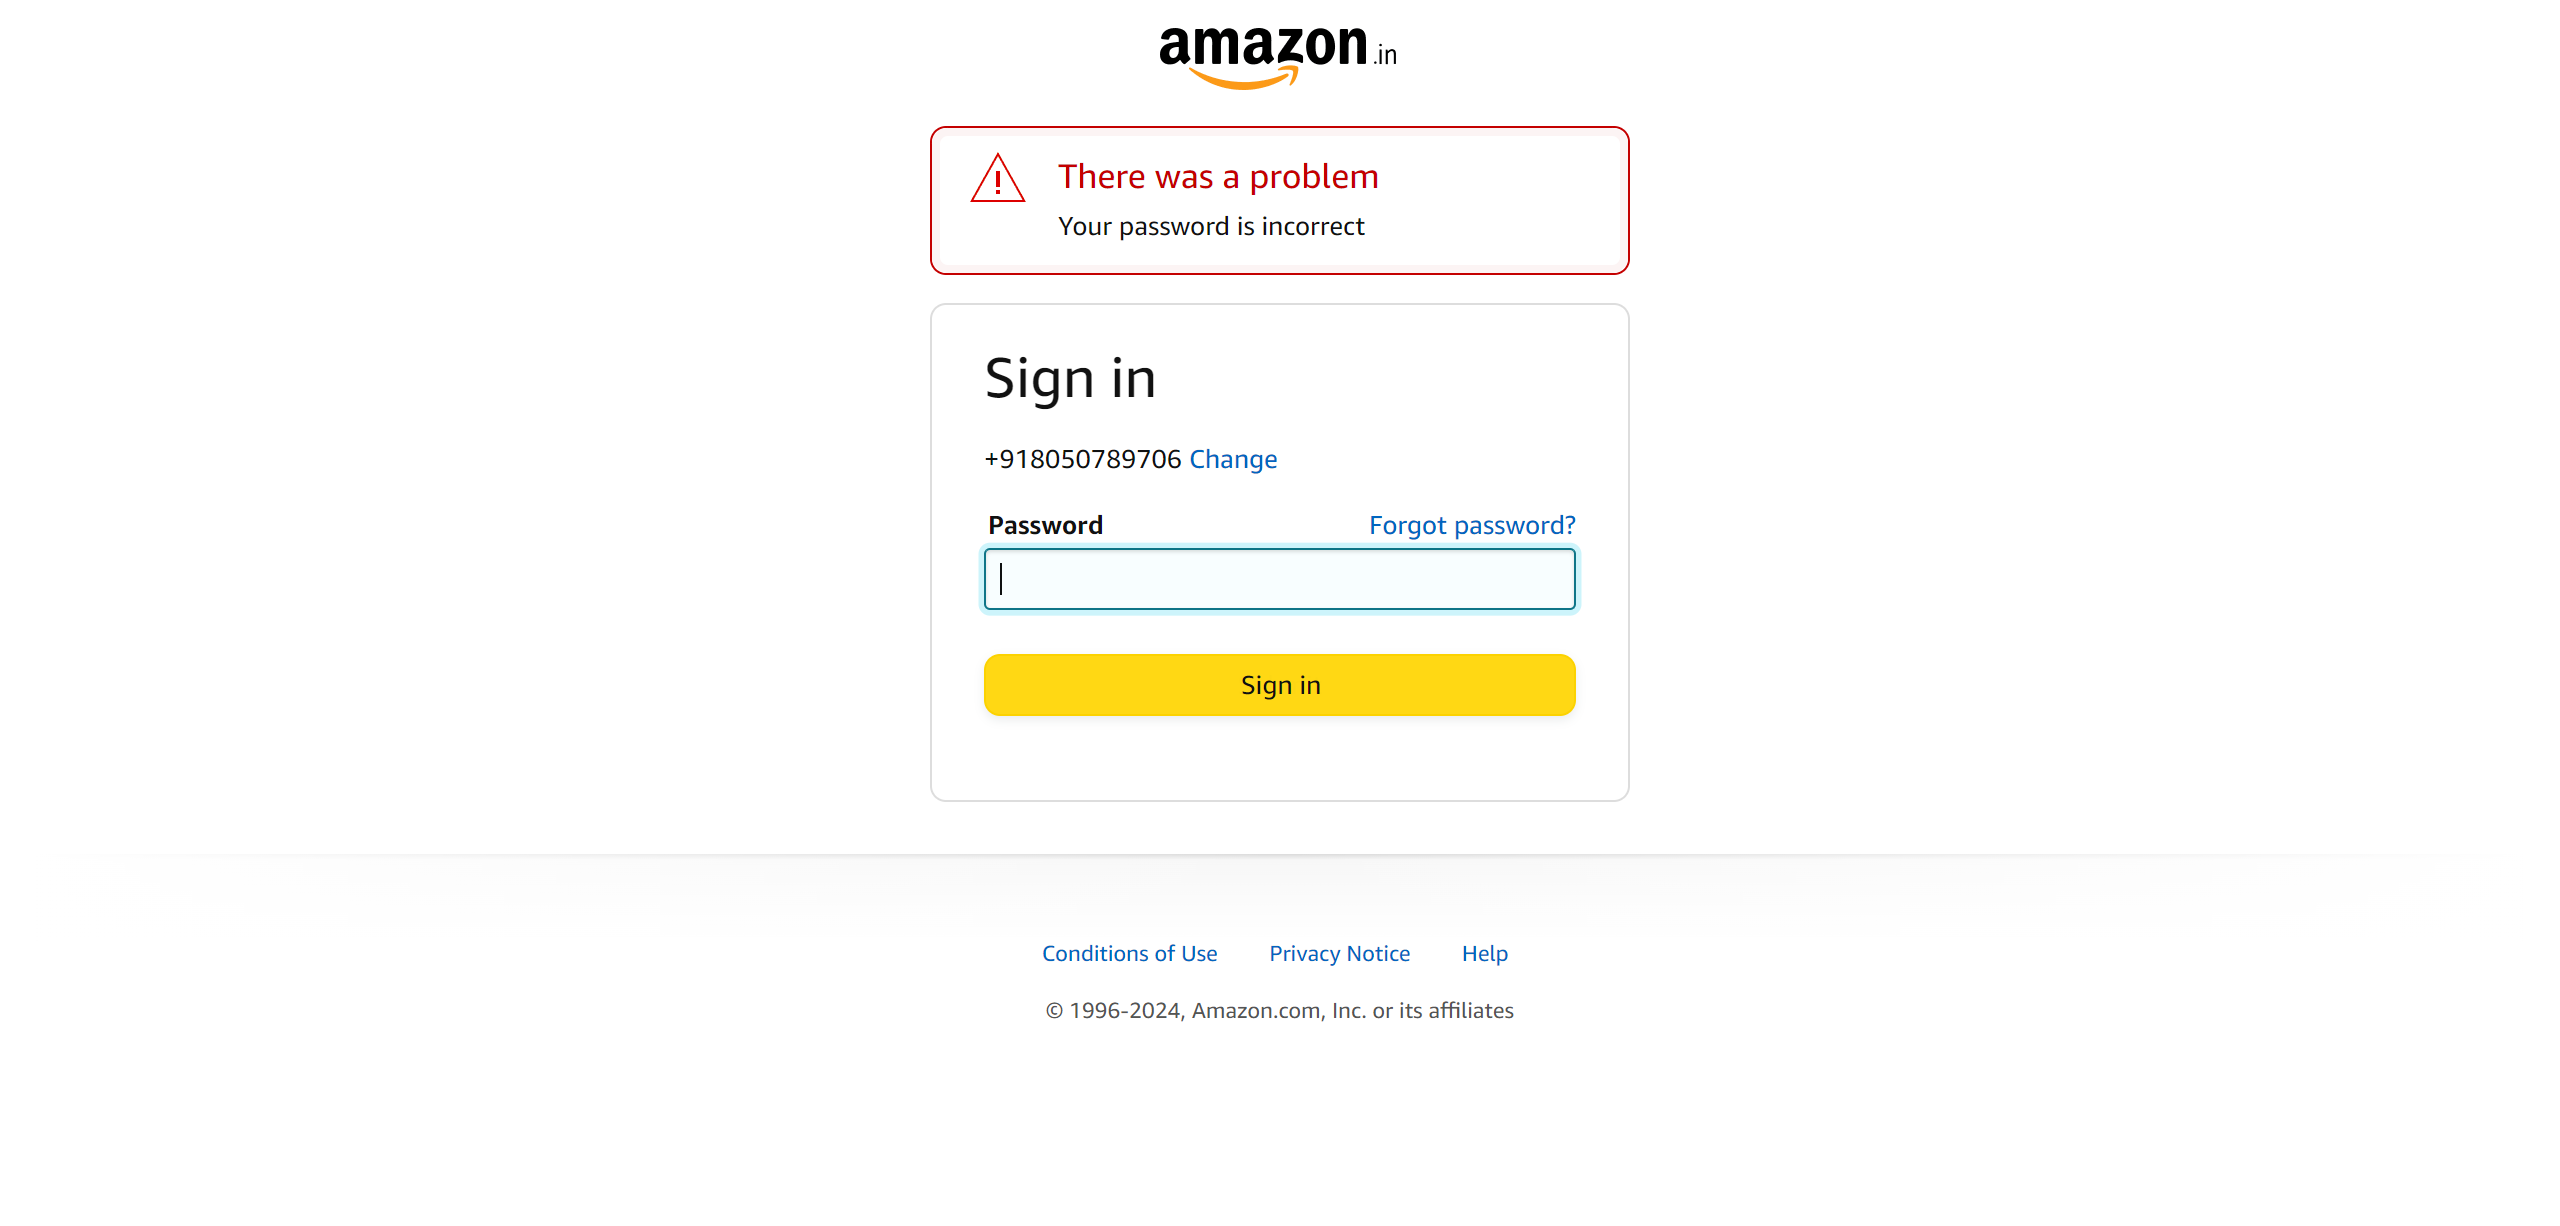 amazon.in
There was a problem
Your password is incorrect
Sign in
+918050789706 Change
Password Forgot password?
Sign in
Conditions of Use Privacy Notice Help
© 1996-2024, Amazon.com, Inc. or its affiliates